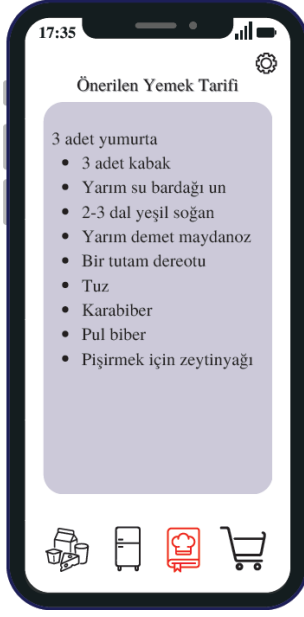 17:35
Önerilen Yemek Tarifi
3 adet yumurta
• 3 adet kabak
• Yarım su bardağı un
• 2-3 dal yeşil soğan
• Yarım demet maydanoz
• Bir tutam dereotu
• Tuz
• Karabiber
• Pul biber
• Pişirmek için zeytinyağı